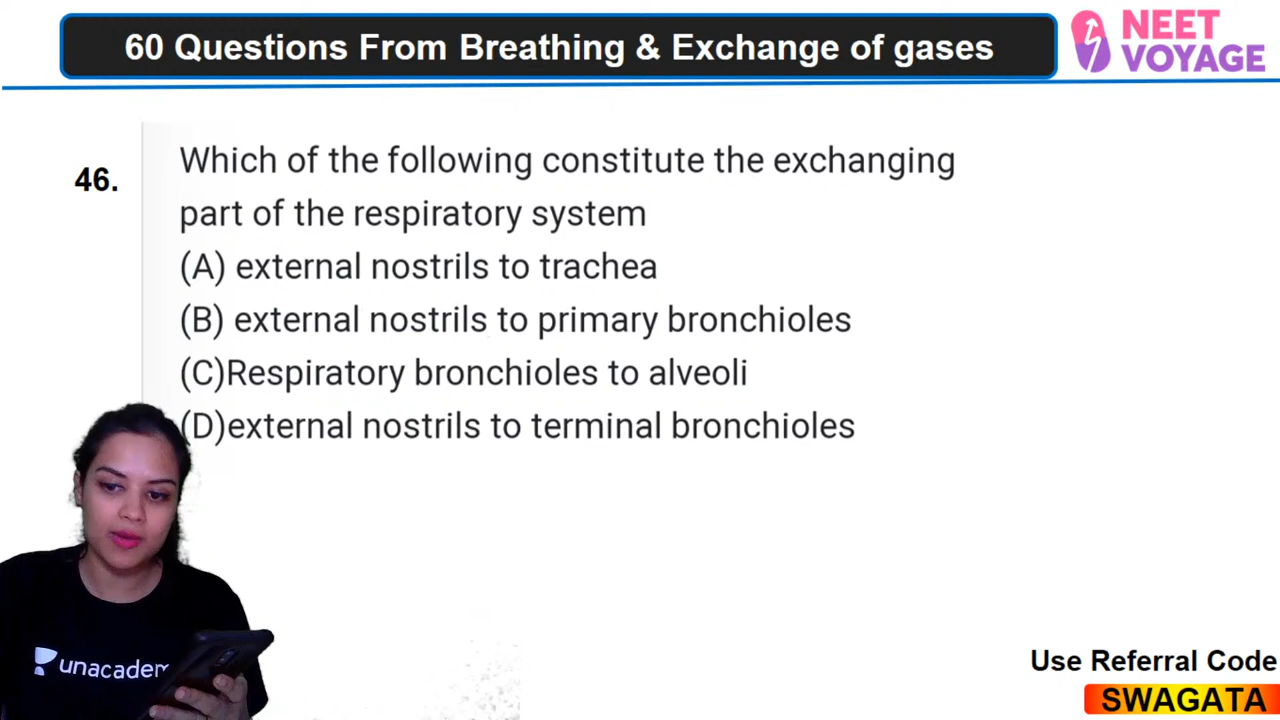 60 Questions From Breathing & Exchange of gases
NEET
VOYAGE
46.
Which of the following constitute the exchanging
part of the respiratory system
(A) external nostrils to trachea
(B) external nostrils to primary bronchioles
(C)Respiratory bronchioles to alveoli
(D)external nostrils to terminal bronchioles
unacadem
Use Referral Code
SWAGATA